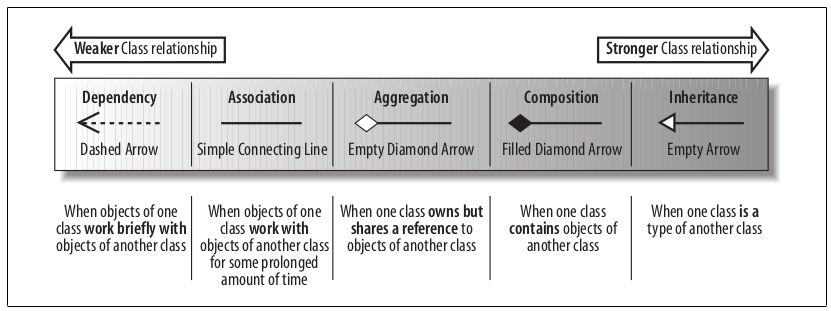 Weaker Class relationship
Stronger Class relationship
Dependency
Association
Aggregation
Composition
Inheritance
Dashed Arrow
Simple Connecting Line
Empty Diamond Arrow
Filled Diamond Arrow
Empty Arrow
When objects of one
class work briefly with
objects of another class
When objects of one
class work with
objects of another class
for some prolonged
amount of time
When one class owns but
shares a reference to
objects of another class
When one class
contains objects of
another class
When one class is a
type of another class